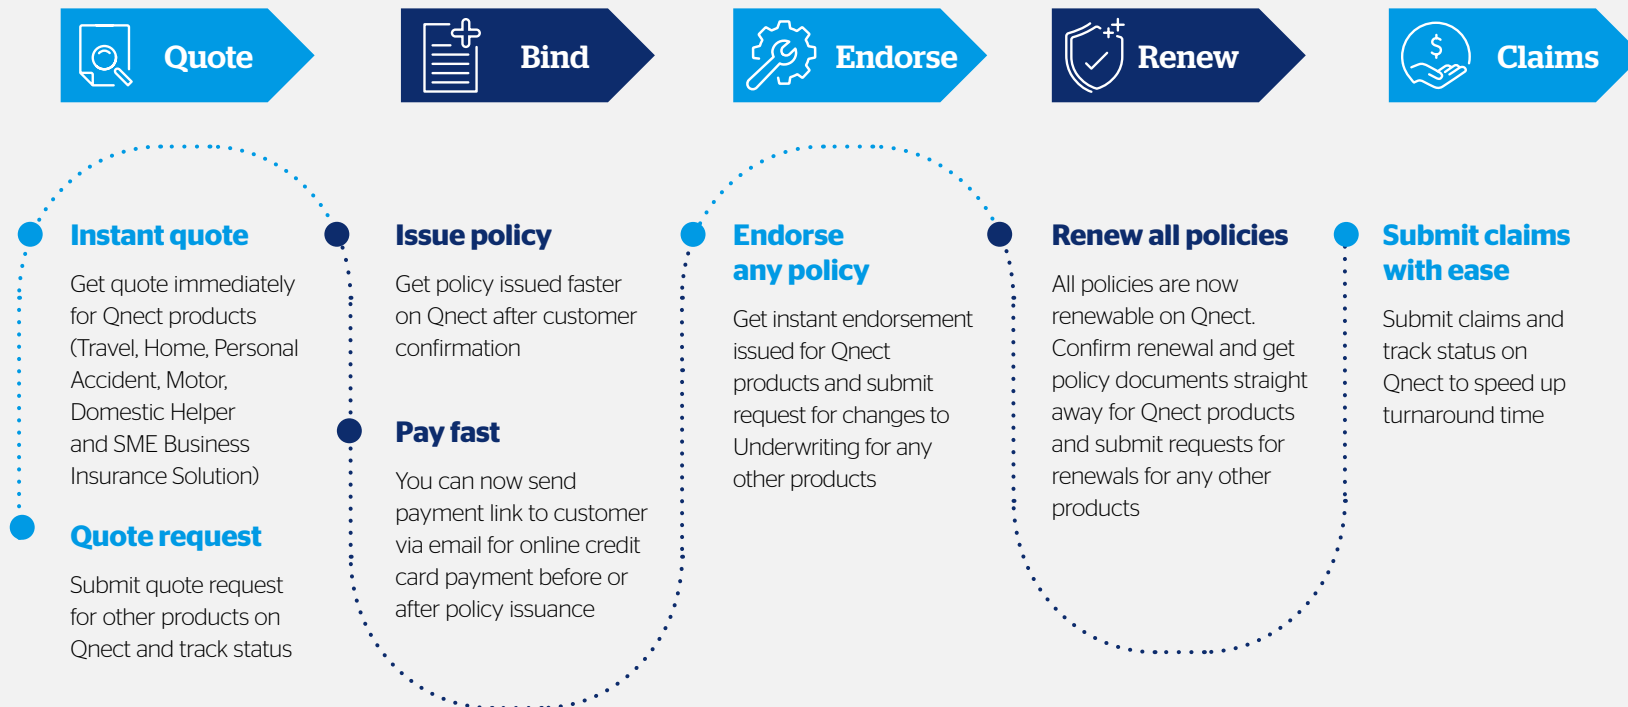 Quote
Bind
Endorse
Renew
Claims
Instant quote
Get quote immediately
for Qnect products
(Travel, Home, Personal
Accident, Motor,
Domestic Helper
and SME Business
Insurance Solution)
Quote request
Submit quote request
for other products on
Qnect and track status
Issue policy
Get policy issued faster
on Qnect after customer
confirmation
Pay fast
You can now send
payment link to customer
via email for online credit
card payment before or
after policy issuance
Endorse
any policy
Get instant endorsement
issued for Qnect
products and submit
request for changes to
Underwriting for any
other products
Renew all policies
All policies are now
renewable on Qnect.
Confirm renewal and get
policy documents straight
away for Qnect products
and submit requests for
renewals for any other
products
Submit claims
with ease
Submit claims and
track status on
Qnect to speed up
turnaround time